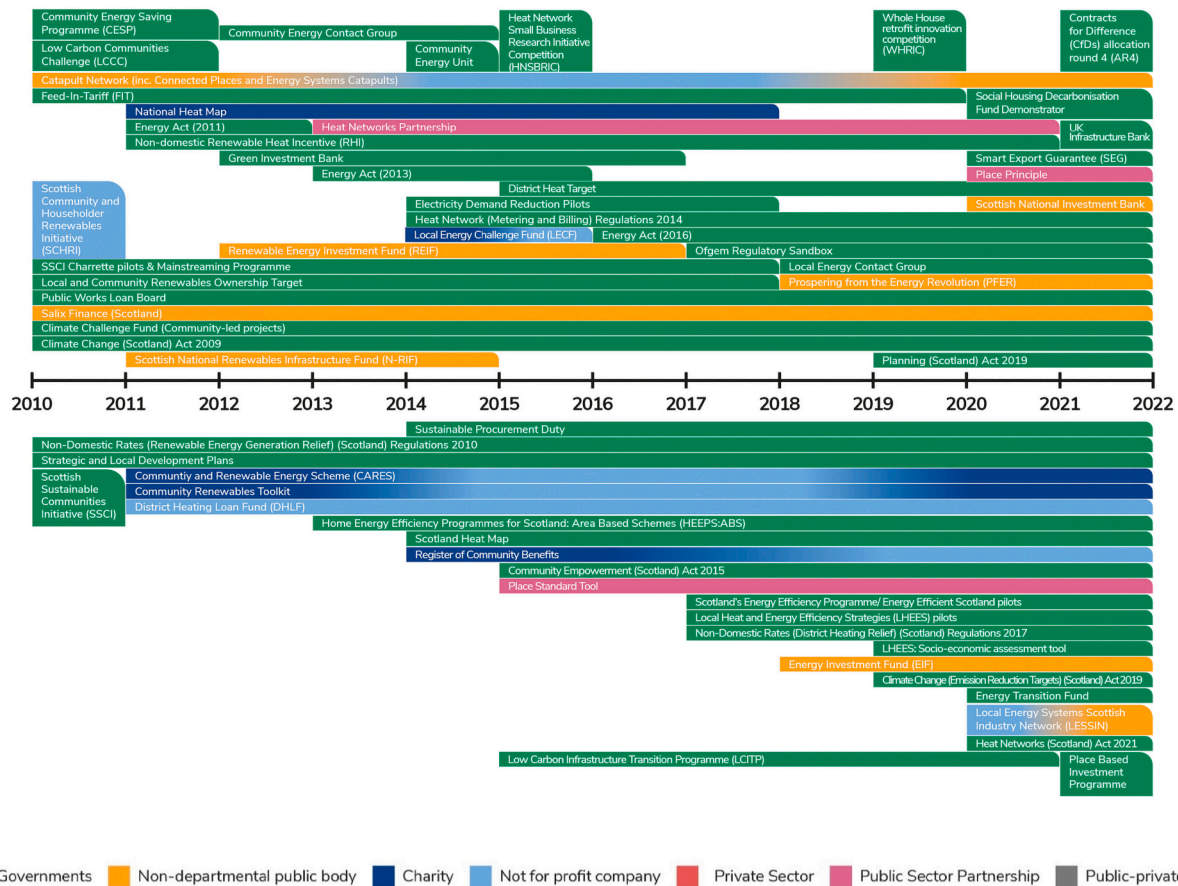 Community Energy Saving
Programme (CESP)
Community Energy Contact Group
Heat Network
Small Business
Research Initiative
Competition
(HNSBRIC)
Whole House
retrofit innovation
competition
(WHRIC)
Contracts
for Difference
(CfDs) allocation
round 4 (AR4)
Low Carbon Communities
Challenge (LCCC)
Community
Energy Unit
Catapult Network (inc. Connected Places and Energy Systems Catapults)
Feed-In-Tariff (FIT)
Social Housing Decarbonisation
Fund Demonstrator
National Heat Map
Energy Act (2011)
Heat Networks Partnership
UK
Infrastructure Bank
Non-domestic Renewable Heat Incentive (RHI)
Green Investment Bank
Smart Export Guarantee (SEG)
Energy Act (2013)
Place Principle
Scottish
Community and
Householder
Renewables
Initiative
(SCHRI)
District Heat Target
Electricity Demand Reduction Pilots
Scottish National Investment Bank
Heat Network (Metering and Billing) Regulations 2014
Local Energy Challenge Fund (LECF)
Energy Act (2016)
Renewable Energy Investment Fund (REIF)
Ofgem Regulatory Sandbox
SSCI Charrette pilots & Mainstreaming Programme
Local Energy Contact Group
Local and Community Renewables Ownership Target
Prospering from the Energy Revolution (PFER)
Public Works Loan Board
Salix Finance (Scotland)
Climate Challenge Fund (Community-led projects)
Climate Change (Scotland) Act 2009
Scottish National Renewables Infrastructure Fund (N-RIF)
Planning (Scotland) Act 2019
2010 2011 2012 2013 2014 2015 2016 2017 2018 2019 2020 2021 2022
Sustainable Procurement Duty
Non-Domestic Rates (Renewable Energy Generation Relief) (Scotland) Regulations 2010
Strategic and Local Development Plans
Scottish
Sustainable
Communities
Initiative (SSCI)
Communtiy and Renewable Energy Scheme (CARES)
Community Renewables Toolkit
District Heating Loan Fund (DHLF)
Home Energy Efficiency Programmes for Scotland: Area Based Schemes (HEEPS:ABS)
Scotland Heat Map
Register of Community Benefits
Community Empowerment (Scotland) Act 2015
Place Standard Tool
Scotland's Energy Efficiency Programme/ Energy Efficient Scotland pilots
Local Heat and Energy Efficiency Strategies (LHEES) pilots
Non-Domestic Rates (District Heating Relief) (Scotland) Regulations 2017
LHEES: Socio-economic assessment tool
Energy Investment Fund (EIF)
Climate Change (Emission Reduction Targets) (Scotland) Act 2019
Energy Transition Fund
Local Energy Systems Scottish
Industry Network (LESSIN)
Heat Networks (Scotland) Act 2021
Low Carbon Infrastructure Transition Programme (LCITP)
Place Based
Investment
Programme
Governments Non-departmental public body Charity Not for profit company Private Sector Public Sector Partnership Public-private